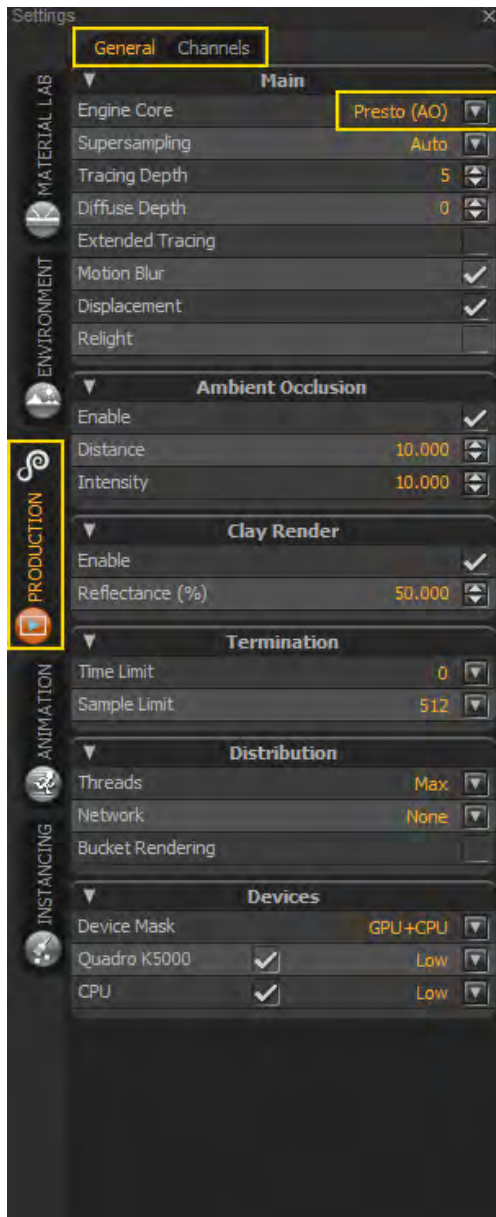 Settings
General Channels
Main
Engine Core Presto (AO)
Supersampling Auto
Tracing Depth 5
Diffuse Depth 0
Extended Tracing
Motion Blur
Displacement
Relight
Ambient Occlusion
Enable
Distance 10.000
Intensity 10.000
Clay Render
Enable
Reflectance (%) 50.000
Termination
Time Limit 0
Sample Limit 512
Distribution
Threads Max
Network None
Bucket Rendering
Devices
Device Mask GPU+CPU
Quadro K5000 Low
CPU Low
MATERIAL LAB
ENVIRONMENT
PRODUCTION
ANIMATION
INSTANCING